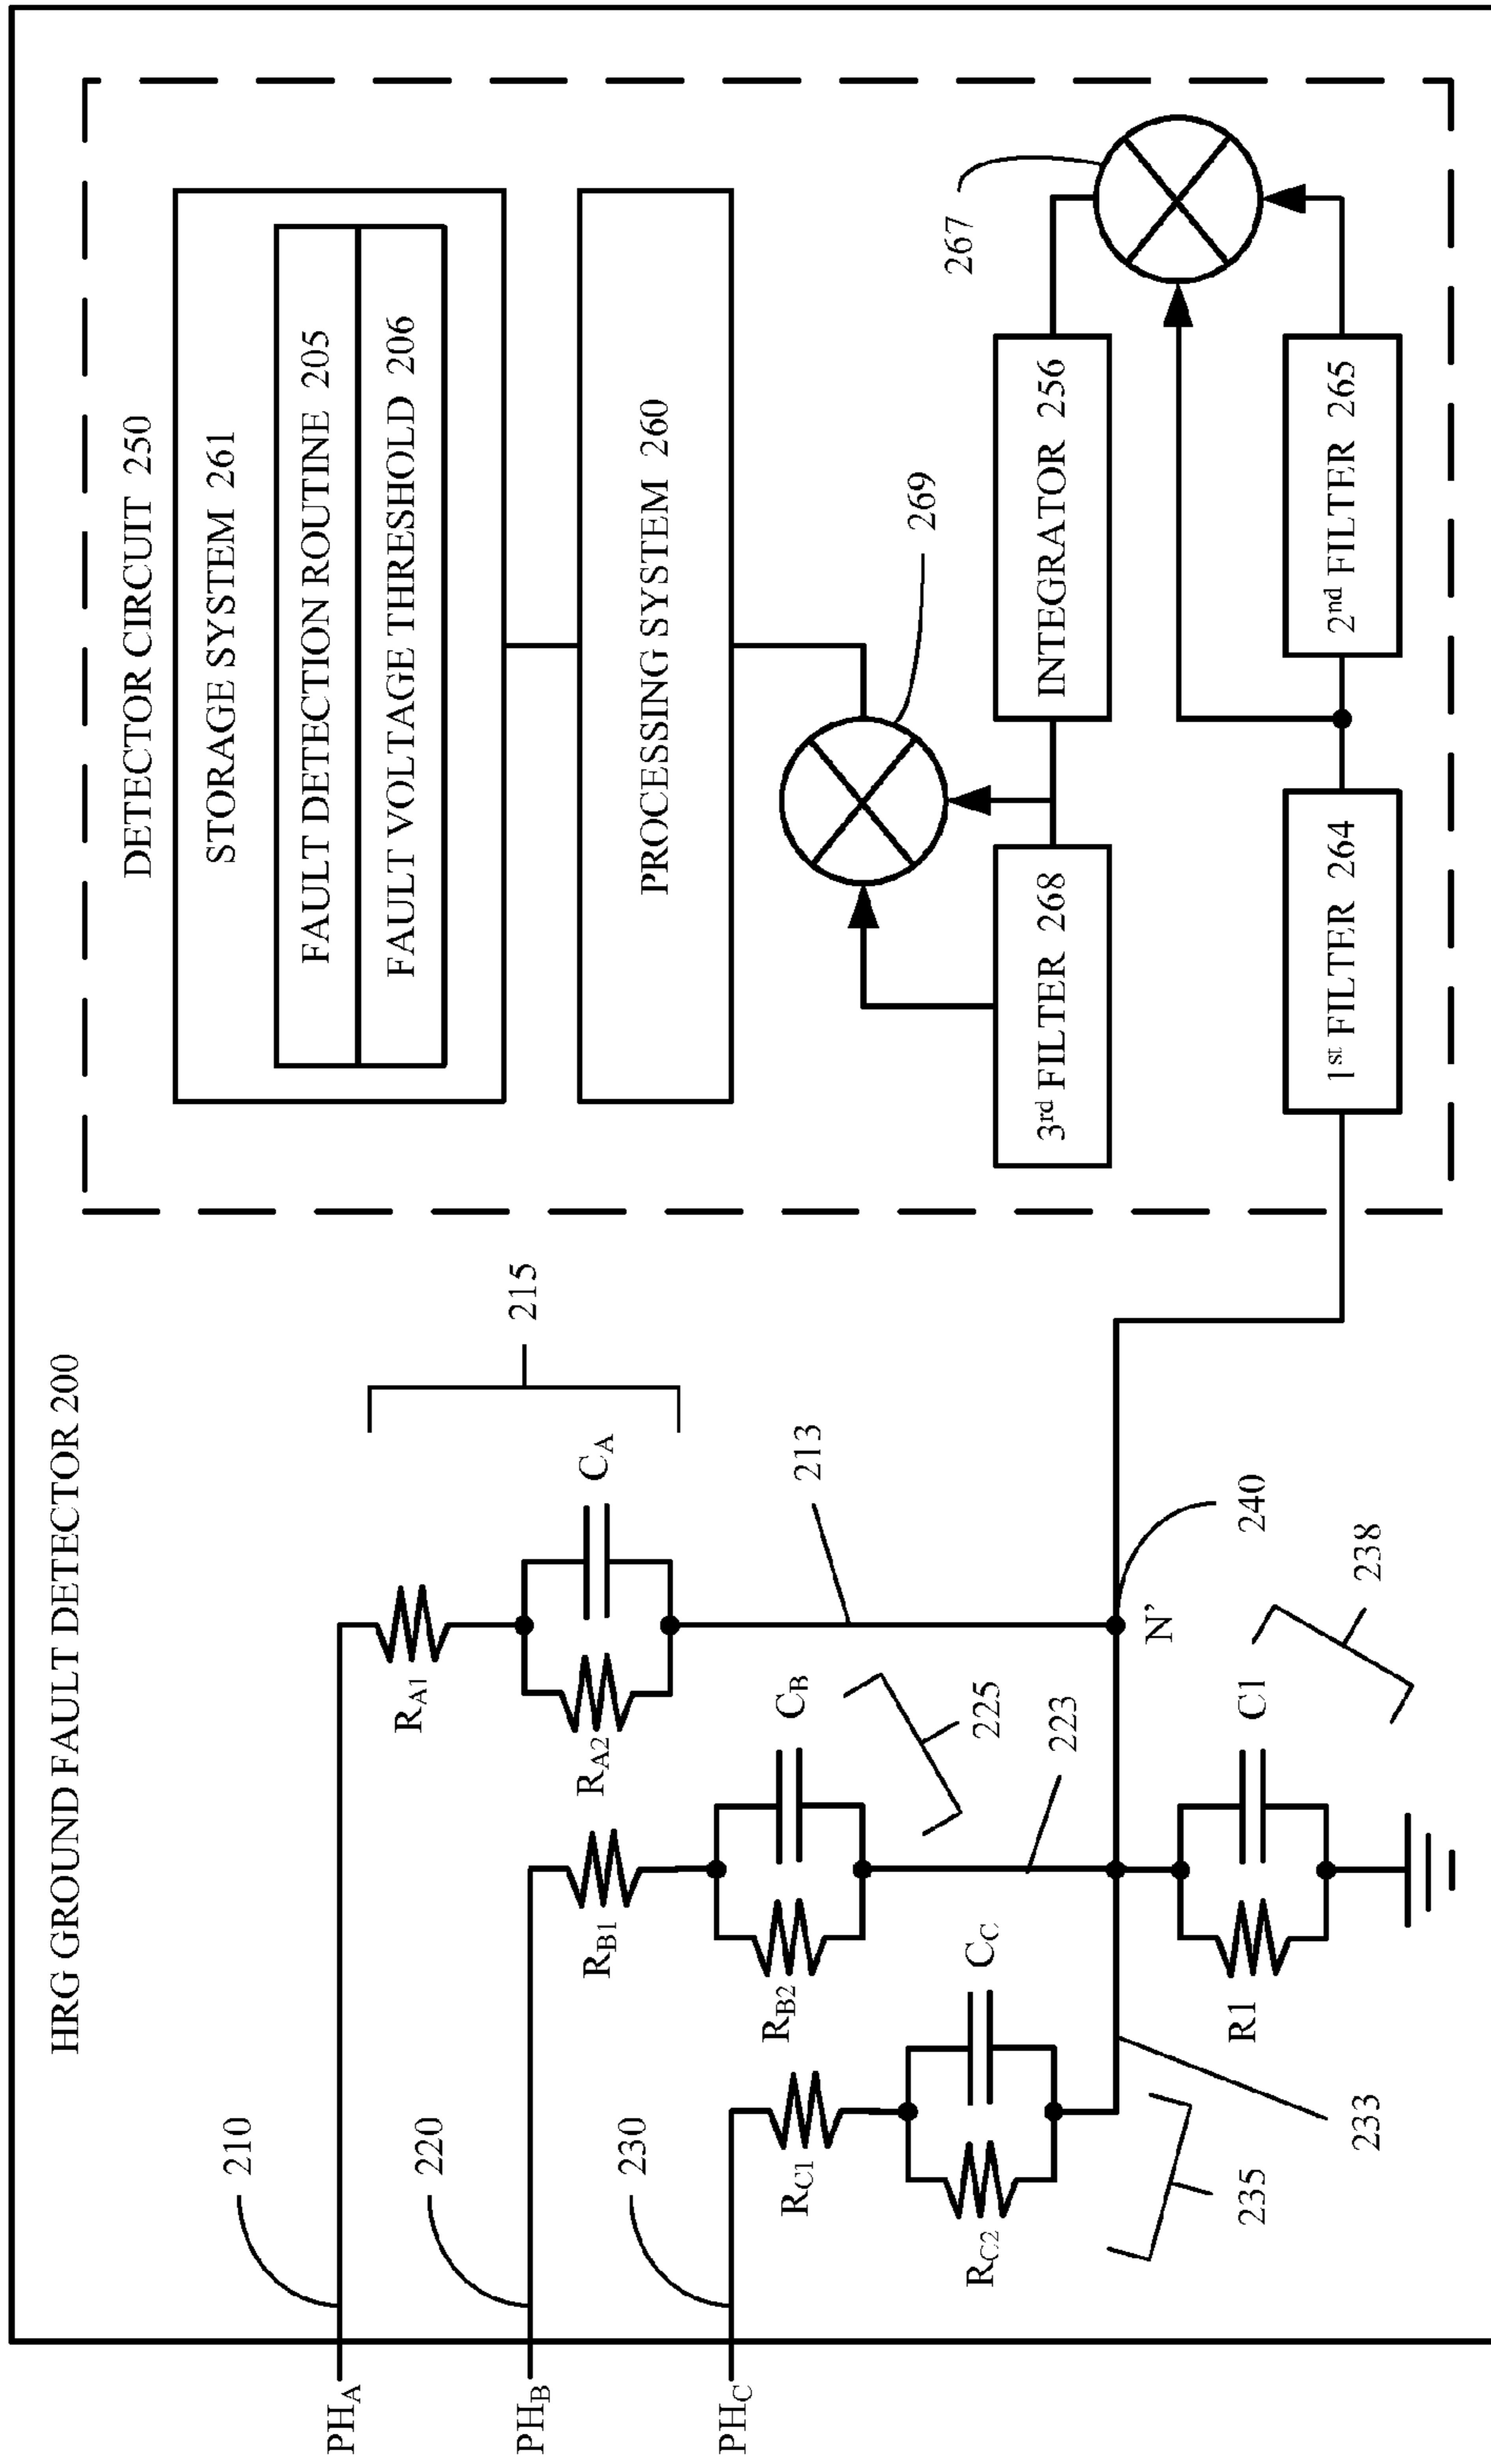 HRG GROUND FAULT DETECTOR 200
DETECTOR CIRCUIT 250
STORAGE SYSTEM 261
FAULT DETECTION ROUTINE 205
FAULT VOLTAGE THRESHOLD 206
PROCESSING SYSTEM 260
269
267
3rd FILTER 268
INTEGRATOR 256
1st FILTER 264
2nd FILTER 265
PHA
210
RA1
RA2
CA
215
213
PHB
220
RB1
RB2
CB
225
223
PHC
230
RC1
RC2
CC
235
233
N'
240
R1
C1
238